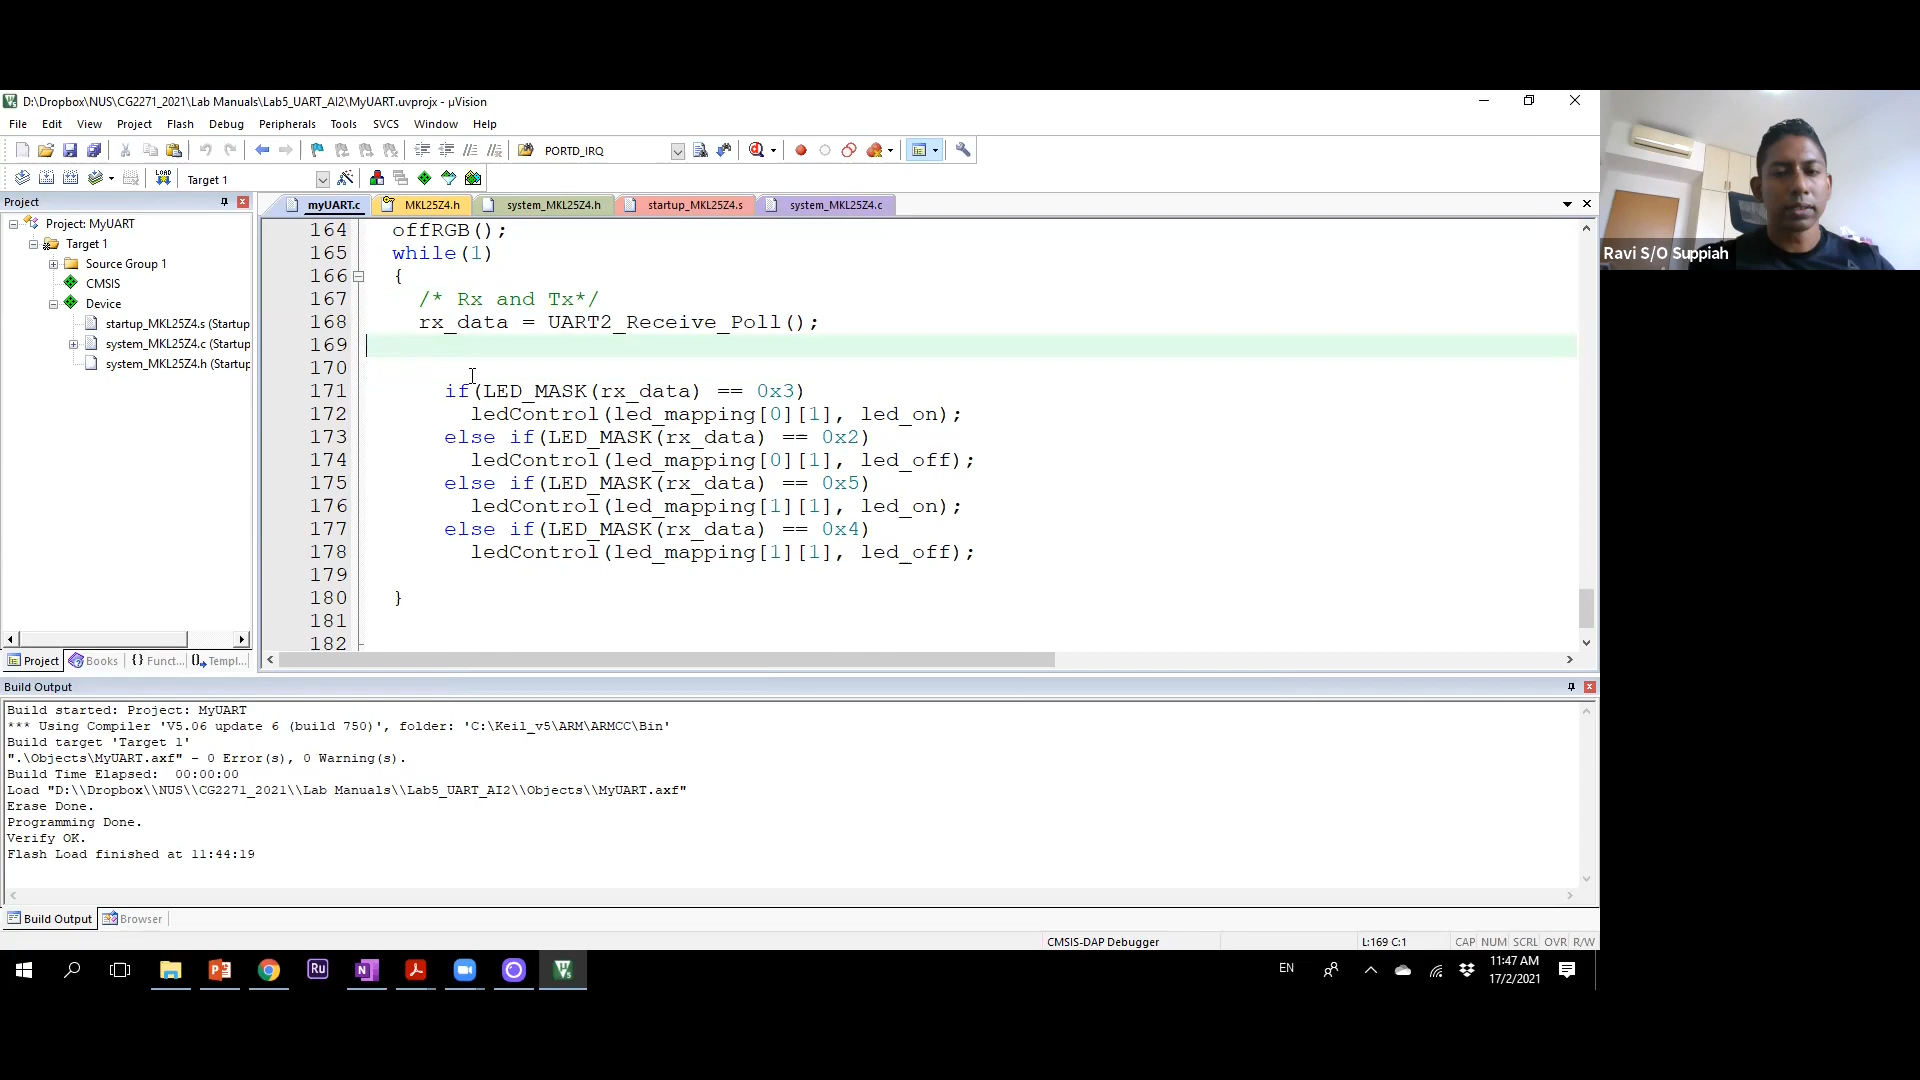 D:\Dropbox\NUS\CG2271_2021\Lab Manuals\Lab5_UART_AI2\MyUART.uvprojx - µVision
File Edit View Project Flash Debug Peripherals Tools SVCS Window Help
PORTD_IRQ
LOAD Target 1
Project
myUART.c MKL25Z4.h system_MKL25Z4.h startup_MKL25Z4.s system_MKL25Z4.c
Project: MyUART
Target 1
Source Group 1
CMSIS
Device
startup_MKL25Z4.s (Startup
system_MKL25Z4.c (Startup
system_MKL25Z4.h (Startup
164 offRGB();
165 while(1)
166 {
167 /* Rx and Tx*/
168 rx_data = UART2_Receive_Poll();
169
170
171 if(LED_MASK(rx_data) == 0x3)
172 ledControl(led_mapping[0][1], led_on);
173 else if(LED_MASK(rx_data) == 0x2)
174 ledControl(led_mapping[0][1], led_off);
175 else if(LED_MASK(rx_data) == 0x5)
176 ledControl(led_mapping[1][1], led_on);
177 else if(LED_MASK(rx_data) == 0x4)
178 ledControl(led_mapping[1][1], led_off);
179
180 }
181
182
Project Books {} Funct... Templ...
Ravi S/O Suppiah
Build Output
Build started: Project: MyUART
*** Using Compiler 'V5.06 update 6 (build 750)', folder: 'C:\Keil_v5\ARM\ARMCC\Bin'
Build target 'Target 1'
".\Objects\MyUART.axf" - 0 Error(s), 0 Warning(s).
Build Time Elapsed: 00:00:00
Load "D:\\Dropbox\\NUS\\CG2271_2021\\Lab Manuals\\Lab5_UART_AI2\\Objects\\MyUART.axf"
Erase Done.
Programming Done.
Verify OK.
Flash Load finished at 11:44:19
Build Output Browser
CMSIS-DAP Debugger L:169 C:1 CAP NUM SCRL OVR R/W
Ru EN 11:47 AM
17/2/2021